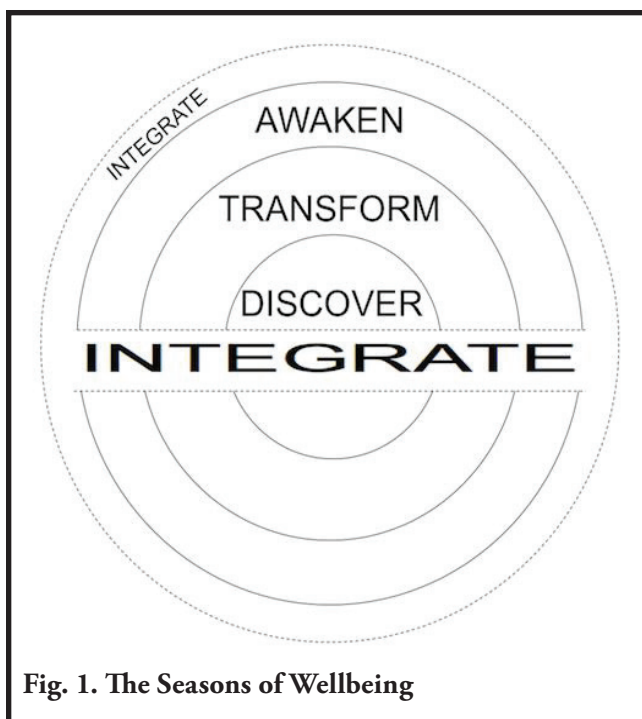 INTEGRATE
AWAKEN
TRANSFORM
DISCOVER
INTEGRATE
Fig. 1. The Seasons of Wellbeing